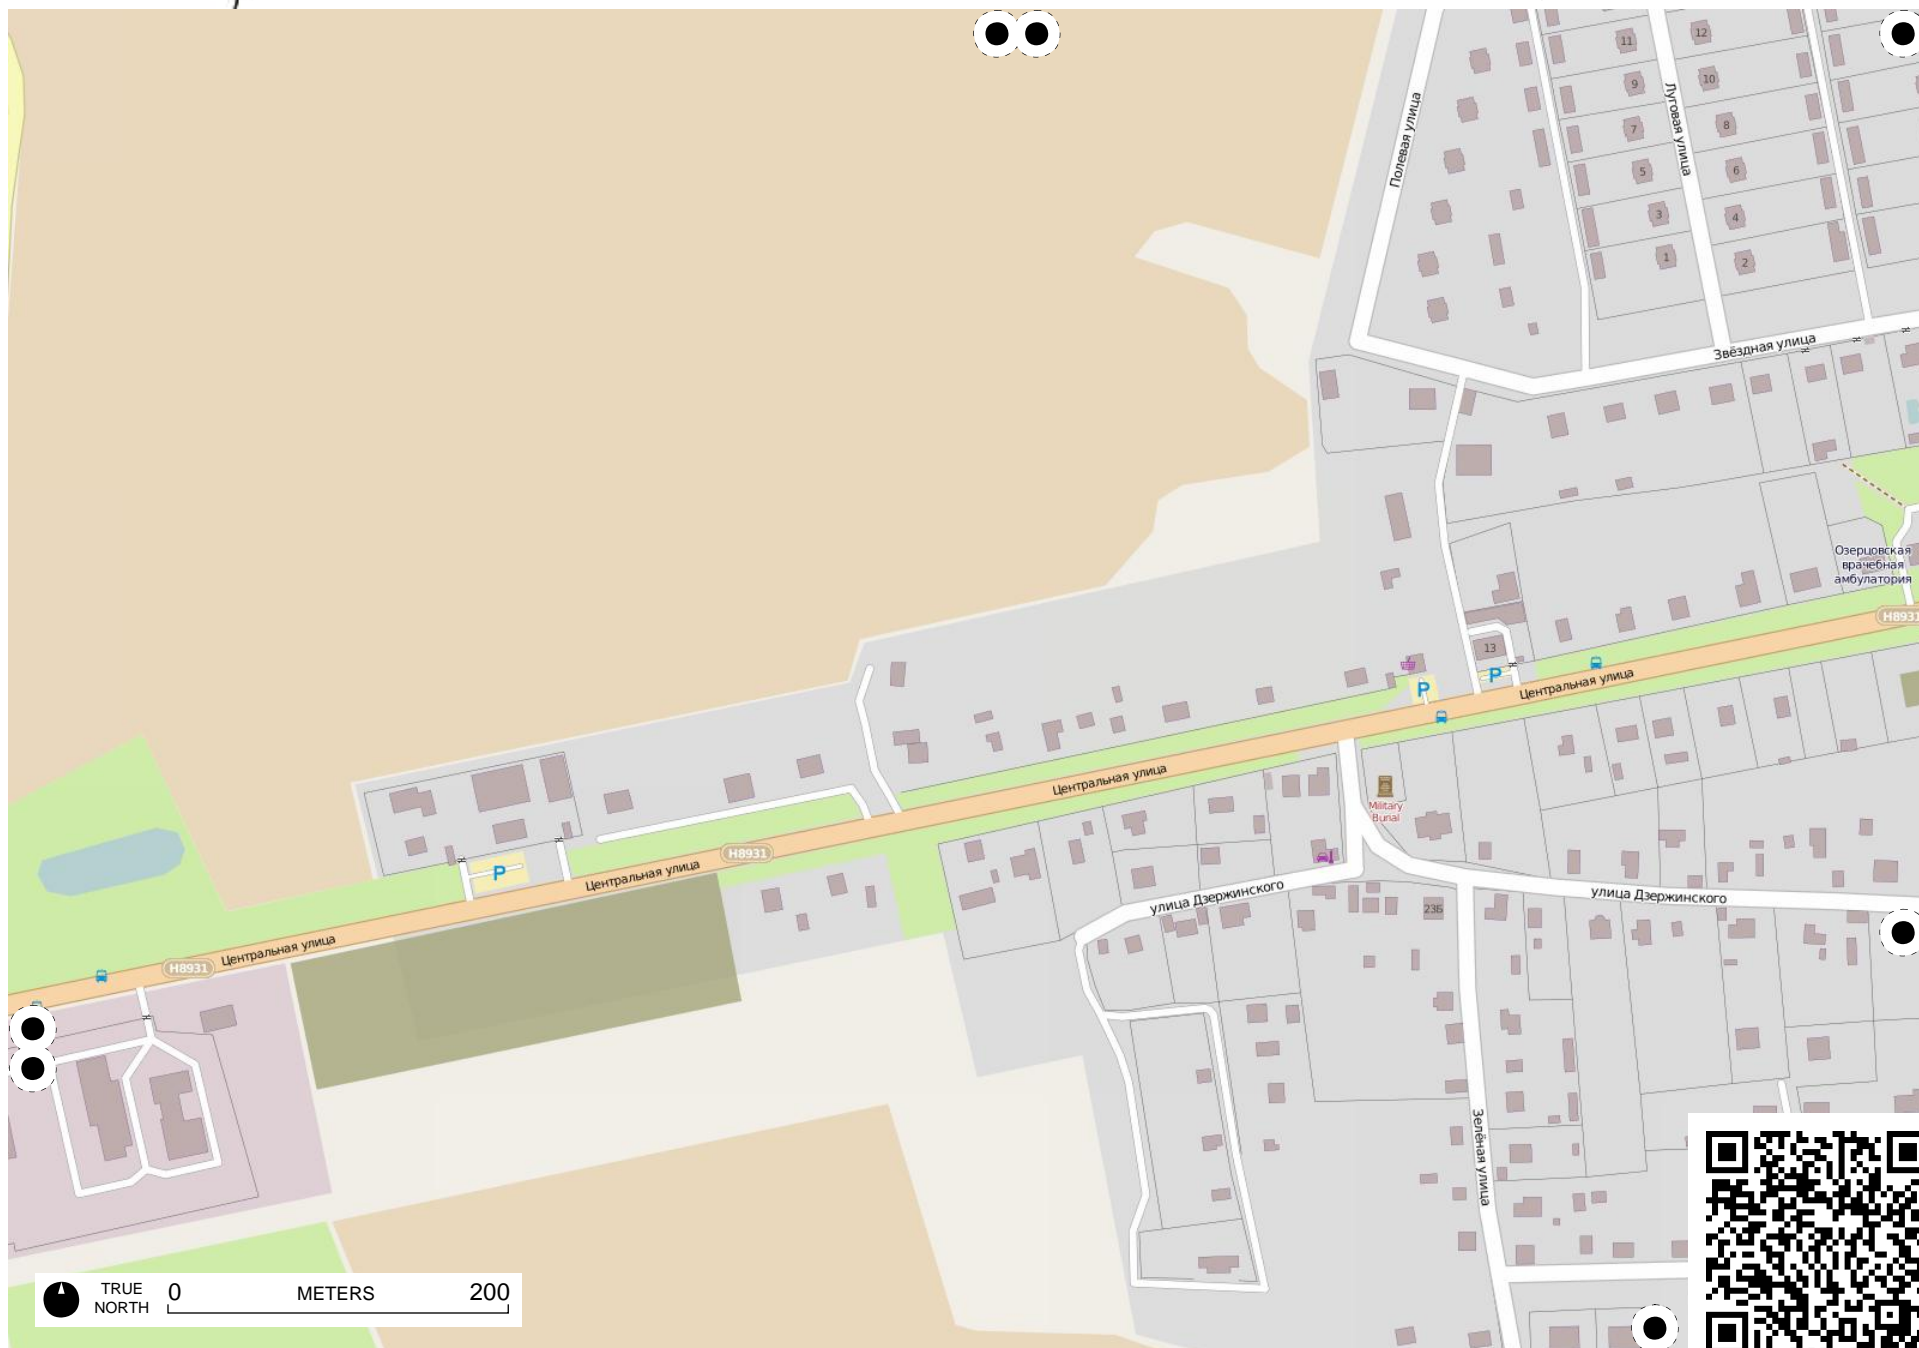 11
12
9
10
Полевая улица
Луговая улица
7
8
5
6
3
4
1
2
Звёздная улица
Озерцовская
врачебная
амбулатория
H8931
13
P
P
Центральная улица
Центральная улица
Military
Burial
H8931
P
Центральная улица
улица Дзержинского
улица Дзержинского
23Б
Центральная улица
H8931
Зелёная улица
TRUE
NORTH
0
METERS
200